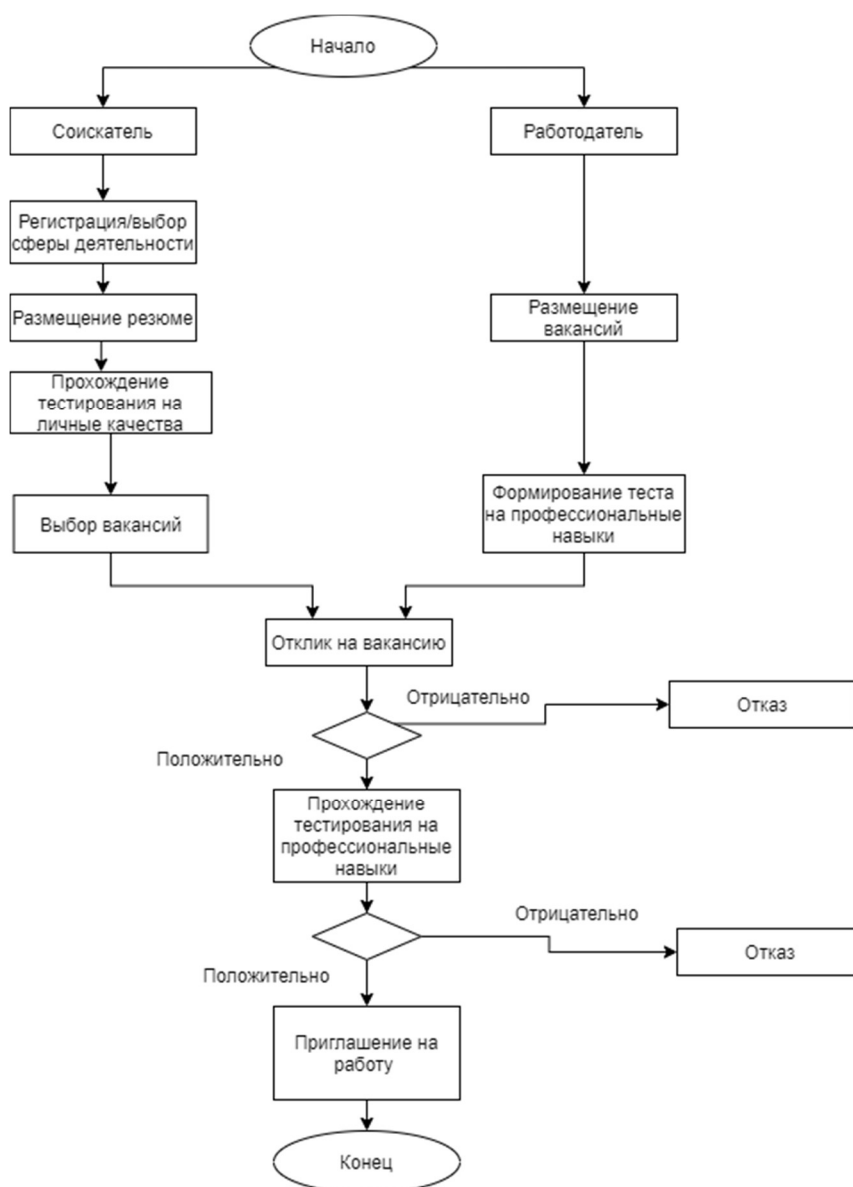 Начало
Соискатель
Работодатель
Регистрация/выбор
сферы деятельности
Размещение резюме
Размещение
вакансий
Прохождение
тестирования на
личные качества
Формирование теста
на профессиональные
навыки
Выбор вакансий
Отклик на вакансию
Отрицательно
Отказ
Положительно
Прохождение
тестирования на
профессиональные
навыки
Отрицательно
Отказ
Положительно
Приглашение на
работу
Конец